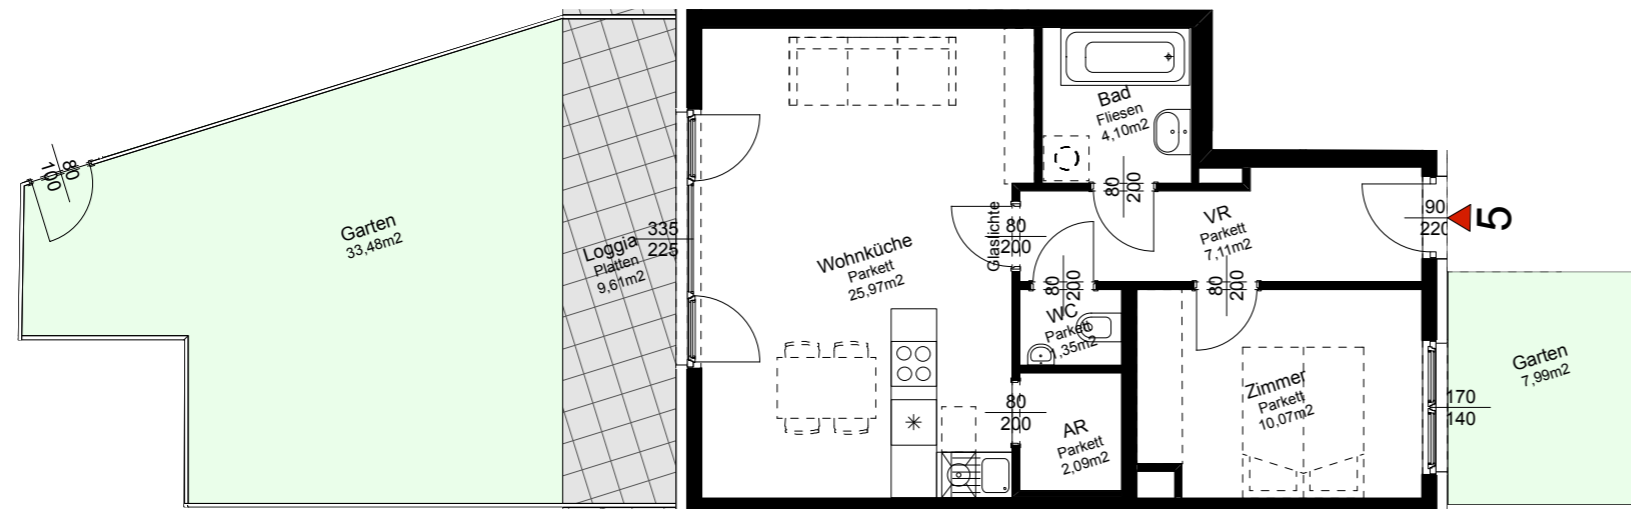 80
100
Garten
33,48m2
Loggia
Platten
9,61m2
335
225
Wohnküche
Parkett
25,97m2
Glaslichte
80
200
Bad
Fliesen
4,10m2
80
200
VR
Parkett
7,11m2
90
220
5
80
200
WC
Parkett
1,35m2
80
200
AR
Parkett
2,09m2
80
200
Zimmer
Parkett
10,07m2
170
140
Garten
7,99m2